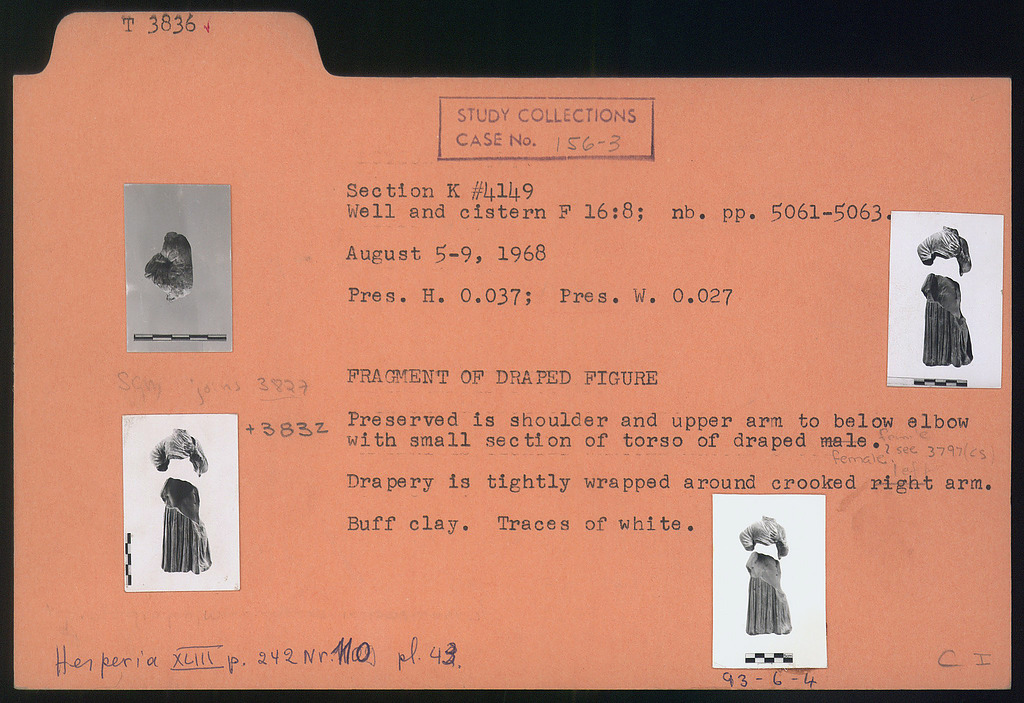 T 3836
STUDY COLLECTIONS
CASE No. 156-3
Section K #4149
Well and cistern F 16:8; nb. pp. 5061-5063.
August 5-9, 1968
Pres. H. 0.037; Pres. W. 0.027
joins 3827
+3832
FRAGMENT OF DRAPED FIGURE
Preserved is shoulder and upper arm to below elbow
with small section of torso of draped male.
female. ? see 3797 (CS)
left
Drapery is tightly wrapped around crooked right arm.
Buff clay. Traces of white.
Hesperia XLIII p. 242 Nr. 110 pl. 43.
93-6-4
C I